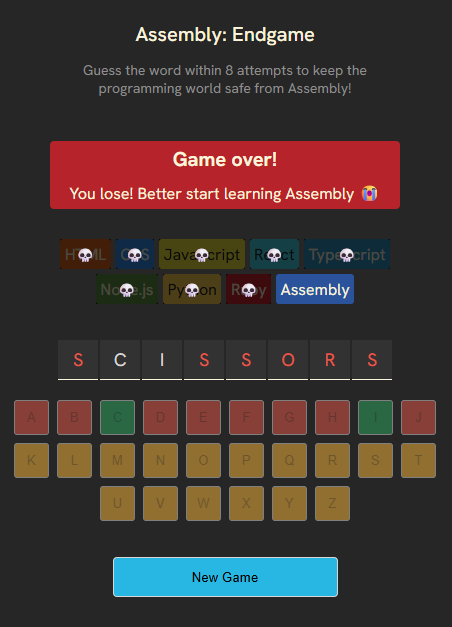 Assembly: Endgame
Guess the word within 8 attempts to keep the
programming world safe from Assembly!
Game over!
You lose! Better start learning Assembly 😭
HTML CSS JavaScript React TypeScript
Node.js Python Ruby Assembly
S C I S S O R S
A B C D E F G H I J
K L M N O P Q R S T
U V W X Y Z
New Game